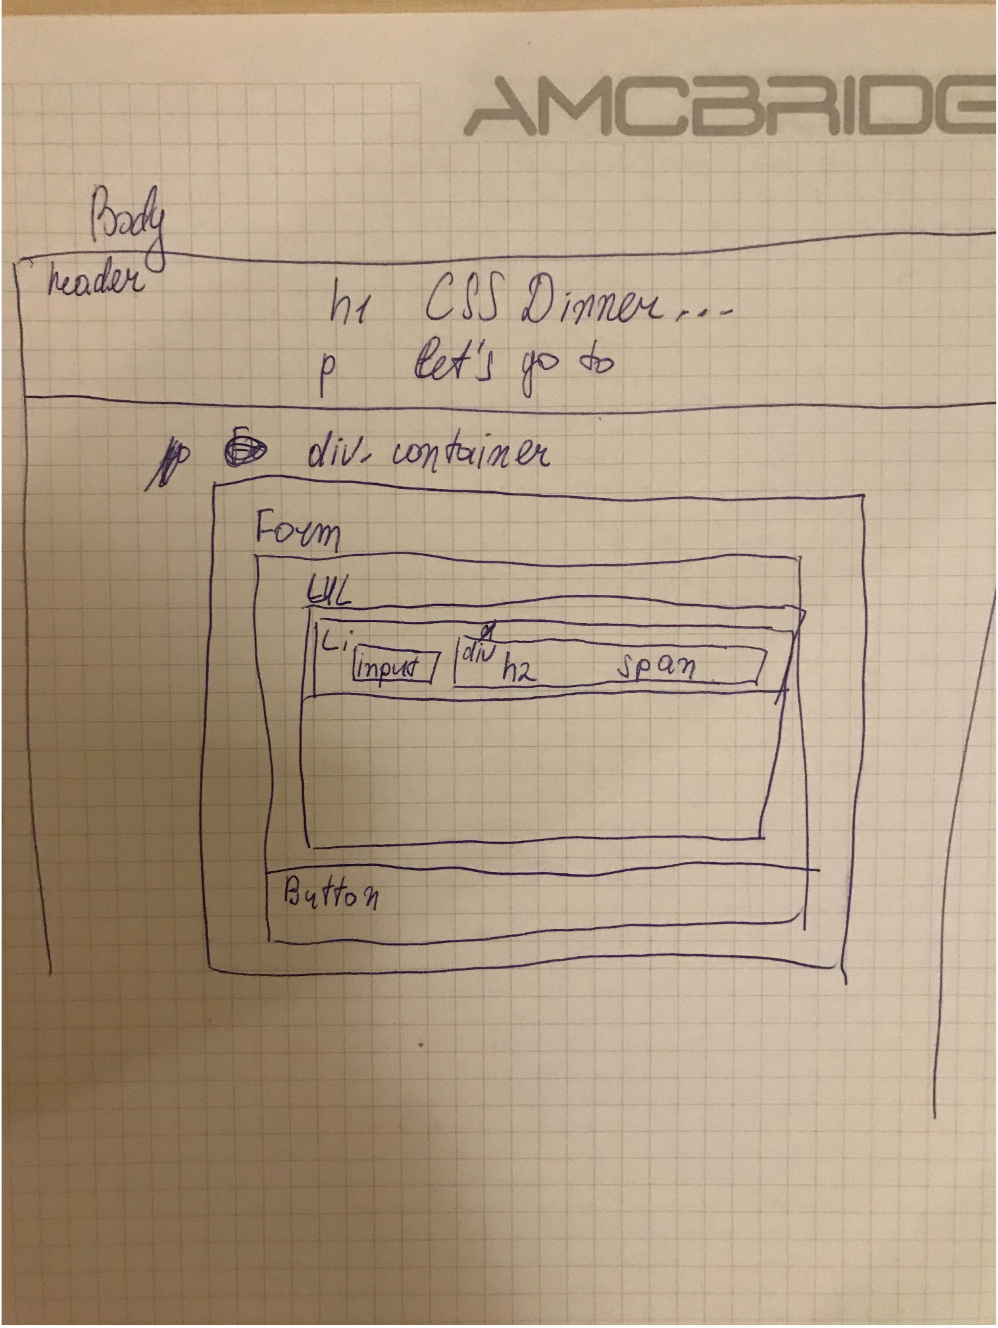 AMCBRIDG
Body
header
h1 CSS Dinner...
p let's go to
div. container
Form
UL
Li
input
div
h2 span
Button